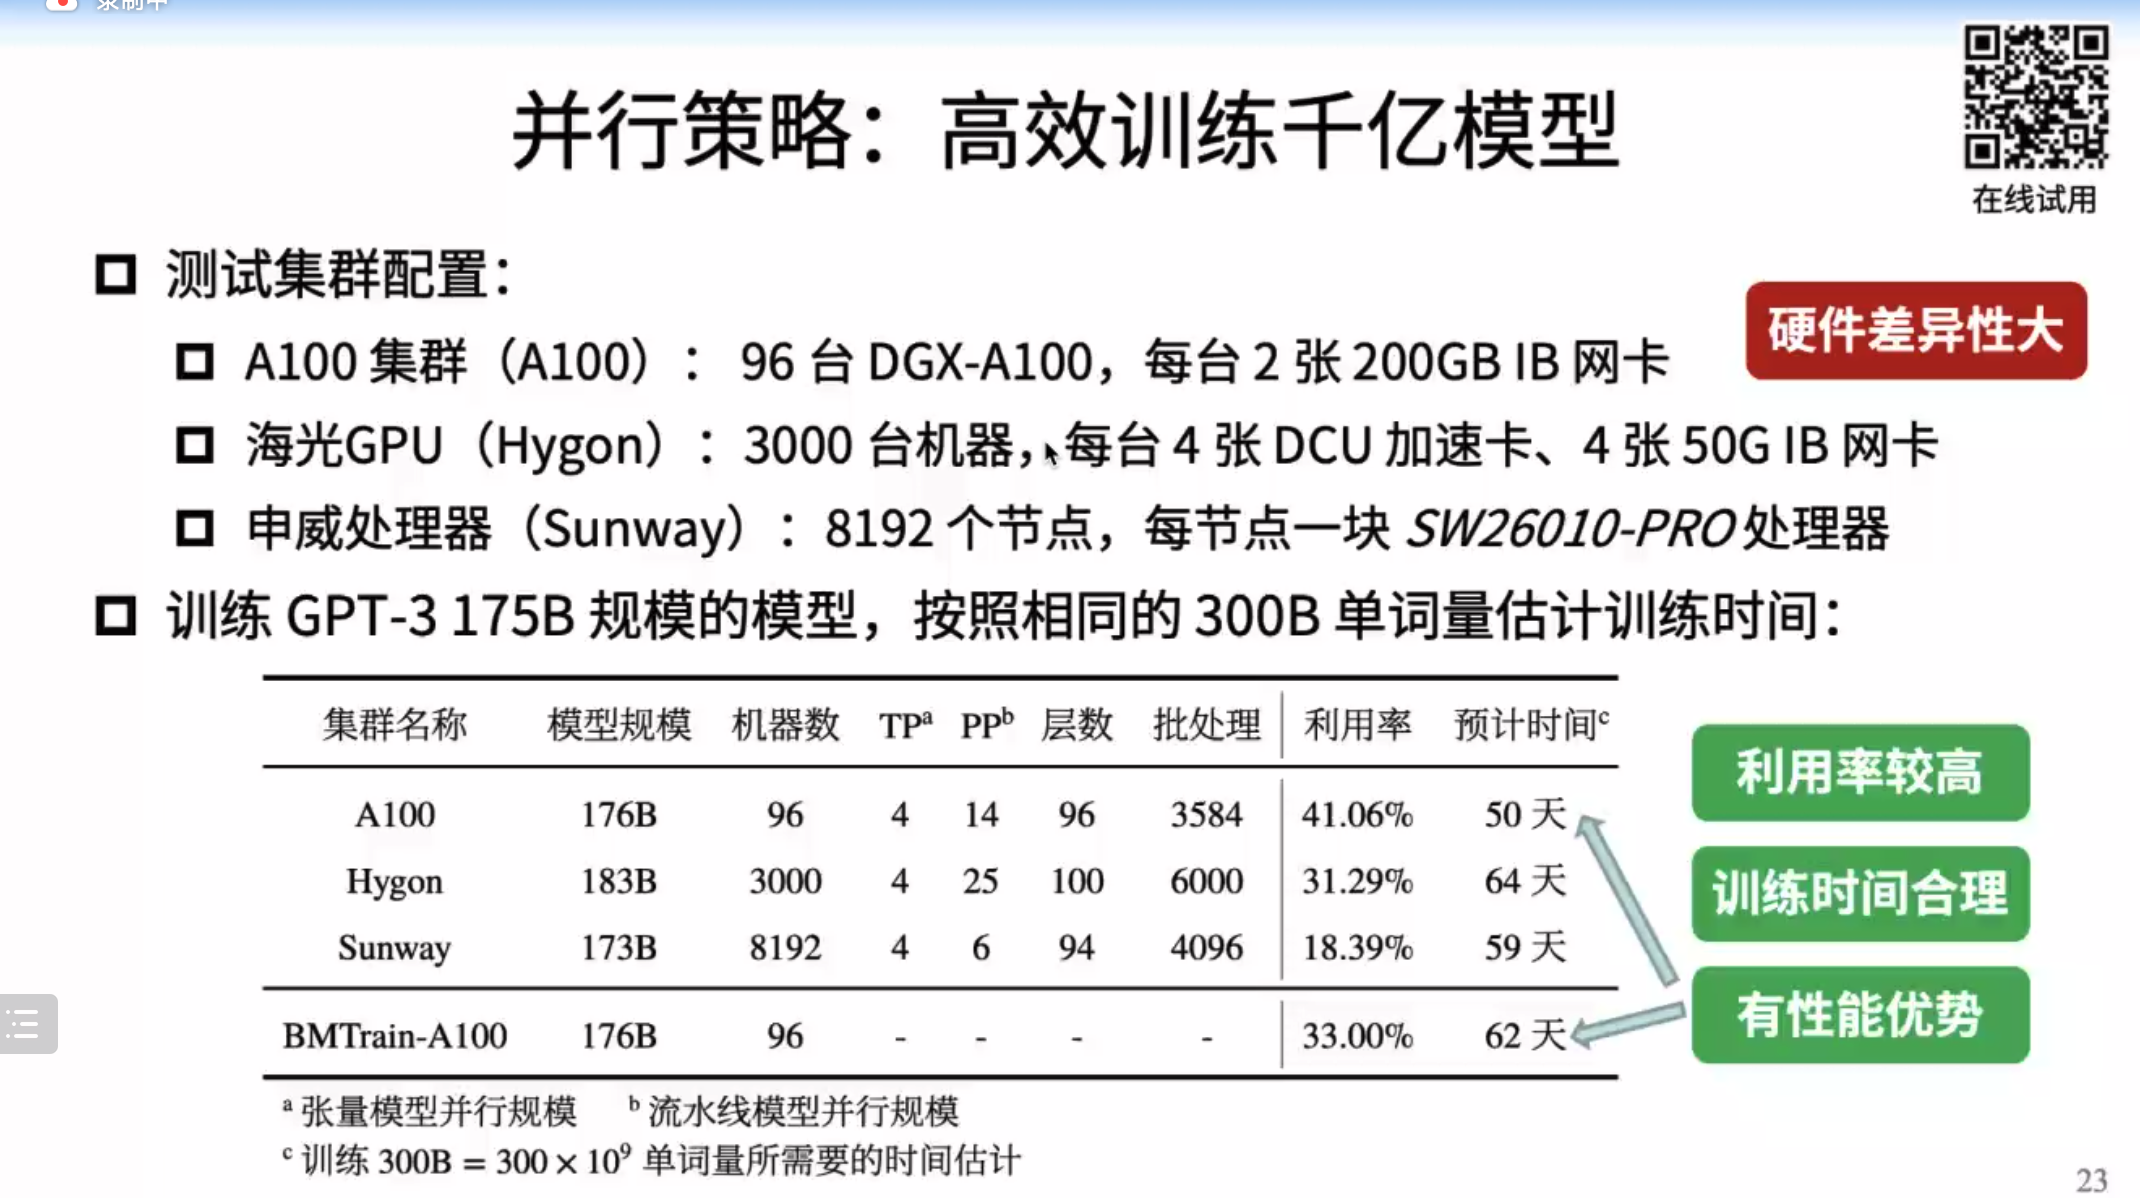 并行策略：高效训练千亿模型
在线试用
测试集群配置：
硬件差异性大
A100 集群（A100）： 96 台 DGX-A100，每台 2 张 200GB IB 网卡
海光GPU（Hygon）：3000 台机器，每台 4 张 DCU 加速卡、4 张 50G IB 网卡
申威处理器（Sunway）：8192 个节点，每节点一块 SW26010-PRO 处理器
训练 GPT-3 175B 规模的模型，按照相同的 300B 单词量估计训练时间：
集群名称 模型规模 机器数 TPᵃ PPᵇ 层数 批处理 利用率 预计时间ᶜ
A100 176B 96 4 14 96 3584 41.06% 50 天
Hygon 183B 3000 4 25 100 6000 31.29% 64 天
Sunway 173B 8192 4 6 94 4096 18.39% 59 天
BMTrain-A100 176B 96 - - - - 33.00% 62 天
利用率较高
训练时间合理
有性能优势
ᵃ 张量模型并行规模 ᵇ 流水线模型并行规模
ᶜ 训练 300B = 300 × 10⁹ 单词量所需要的时间估计
23